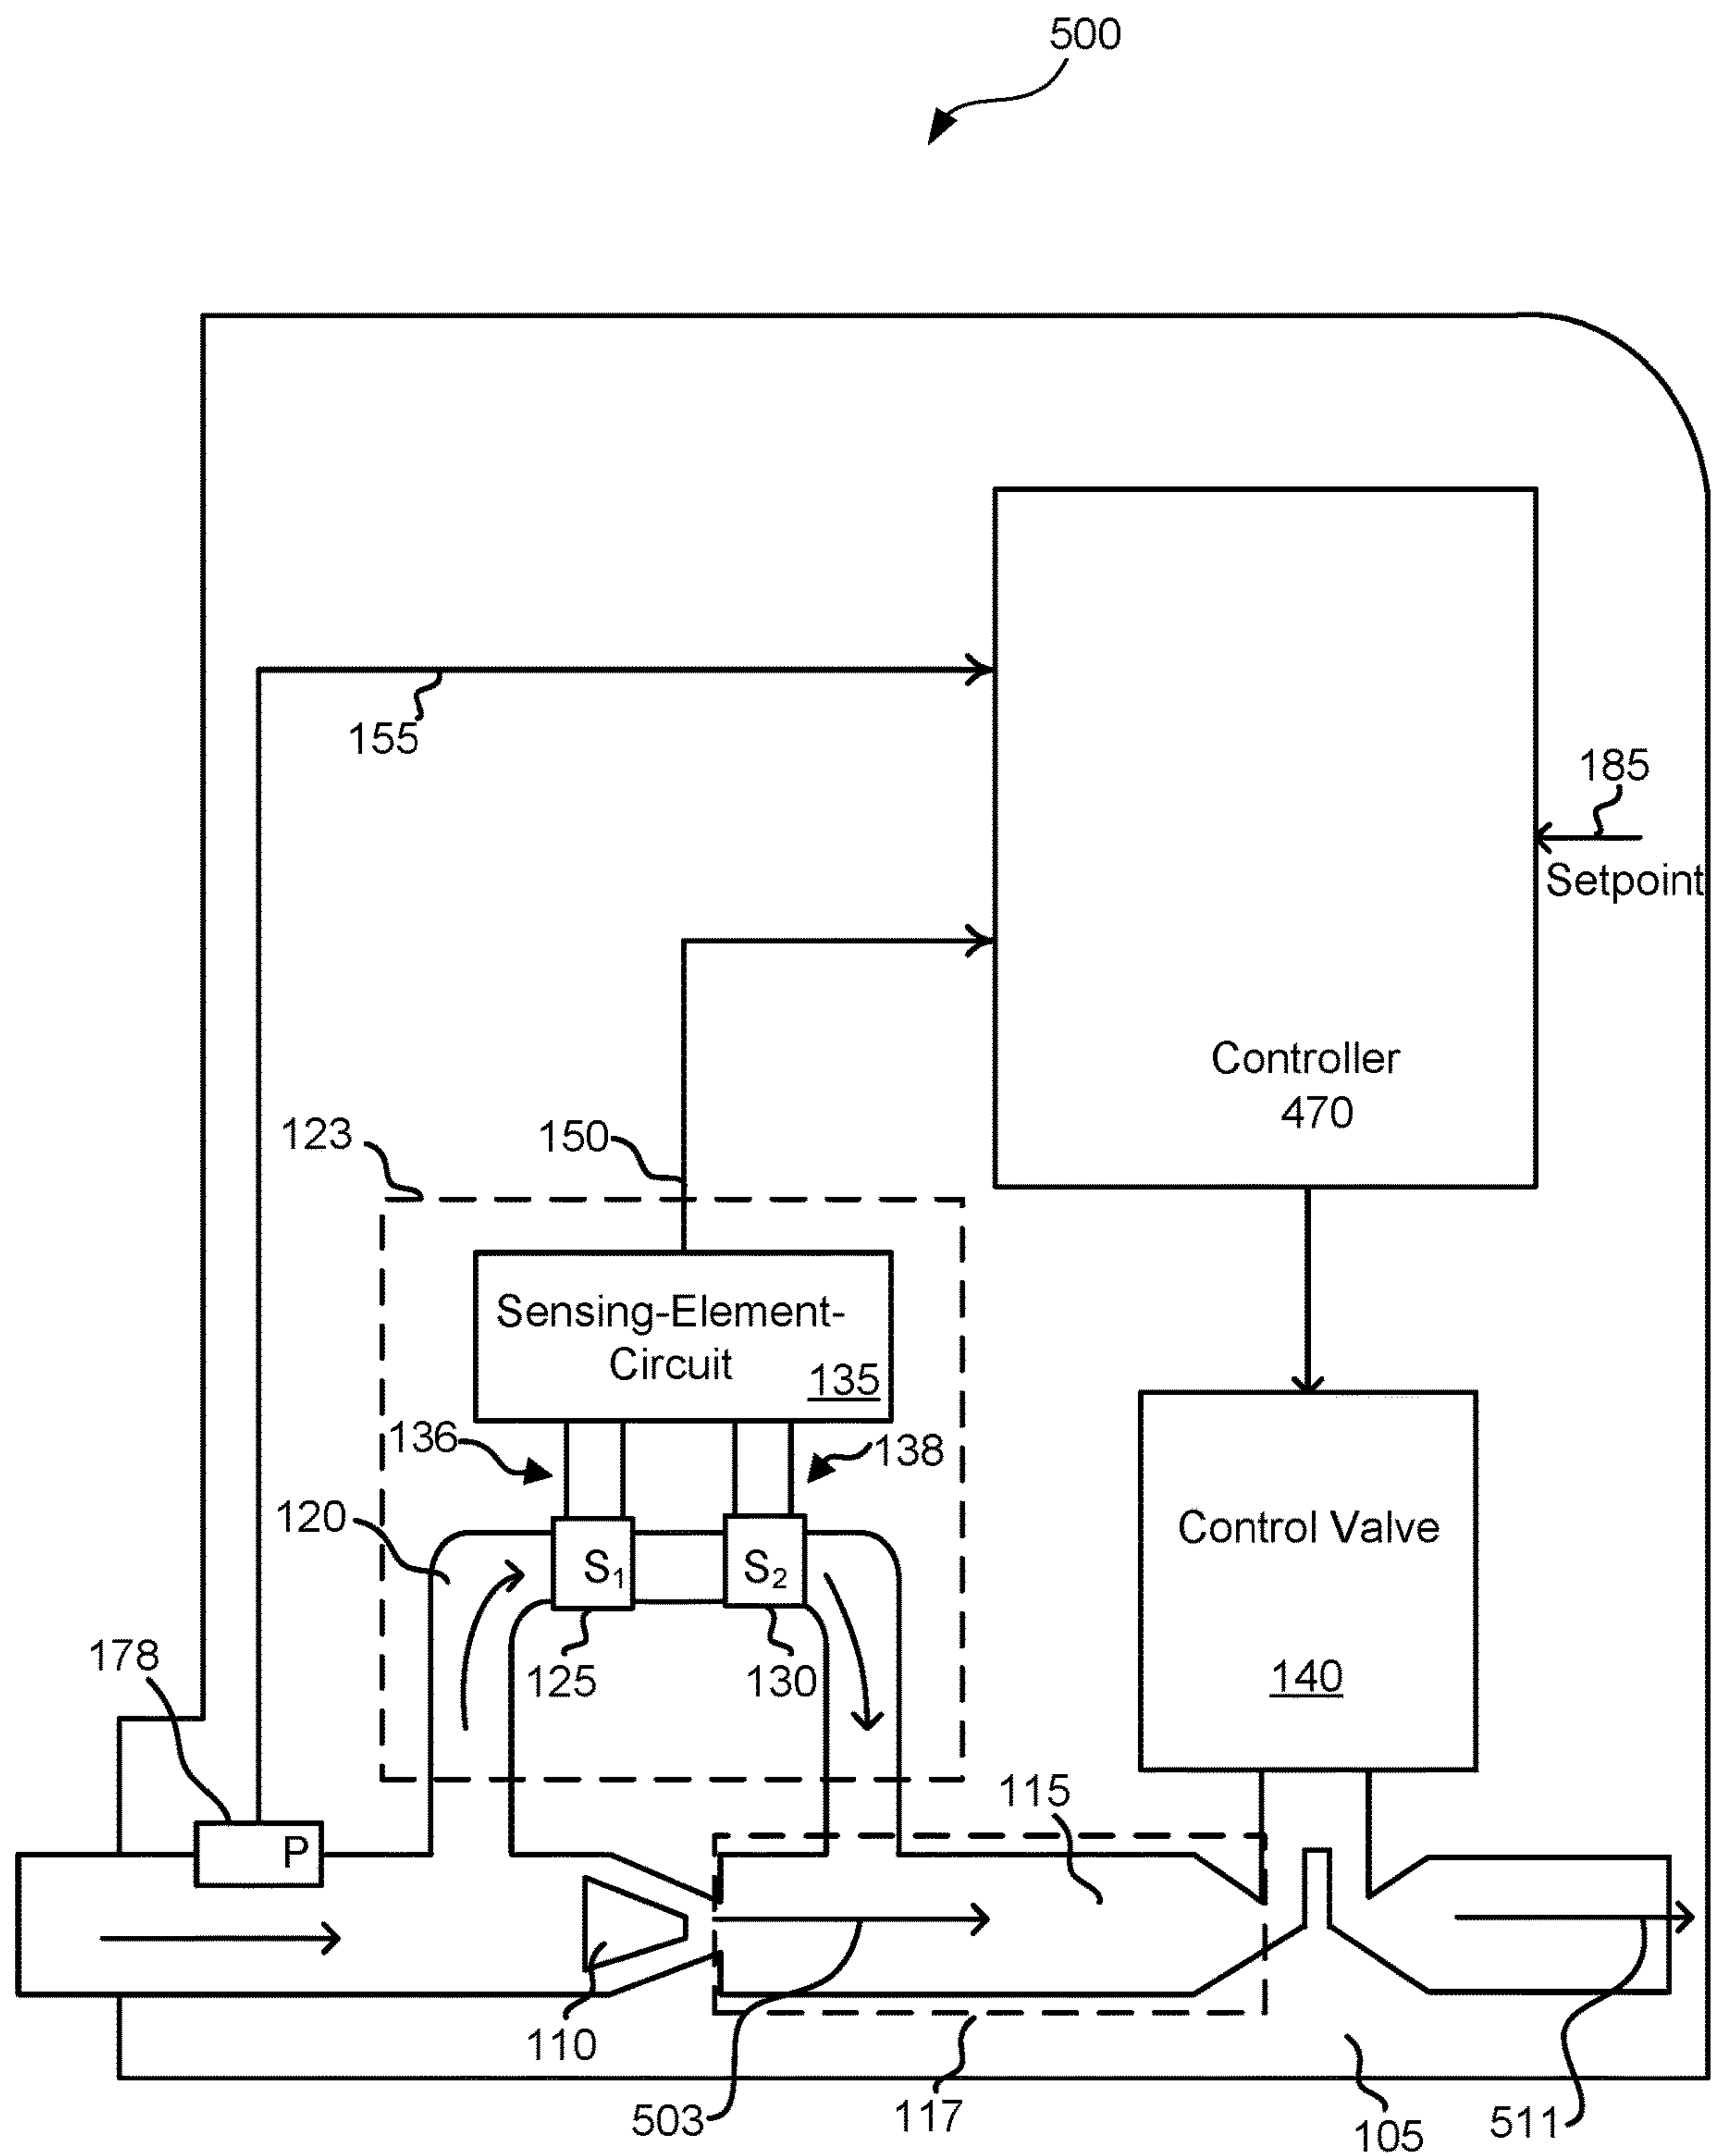 500
155
185
Setpoint
Controller
470
123
150
Sensing-Element-
Circuit
135
136
138
120
S₁
S₂
Control Valve
140
178
125
130
P
115
110
503
117
105
511